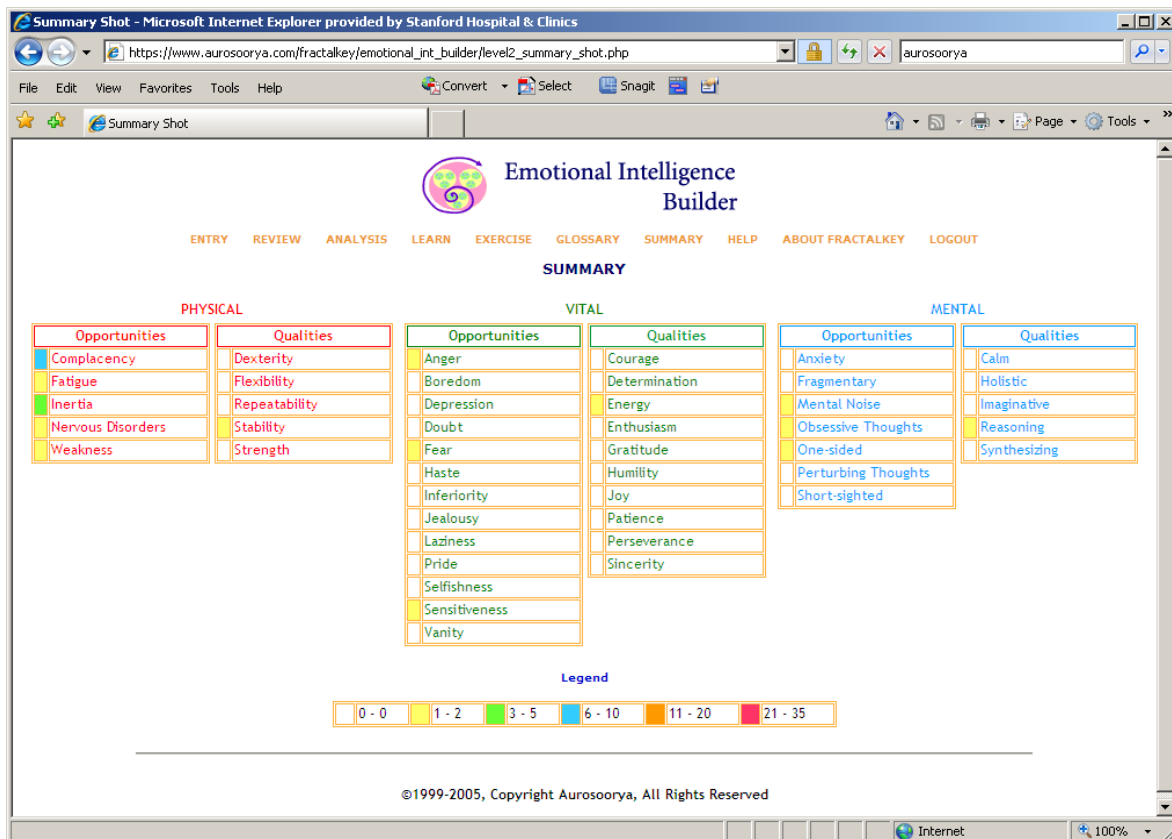 Summary Shot - Microsoft Internet Explorer provided by Stanford Hospital & Clinics
https://www.aurosoorya.com/fractalkey/emotional_int_builder/level2_summary_shot.php
aurosoorya
File Edit View Favorites Tools Help
Convert Select Snagit
Summary Shot
Page Tools
Emotional Intelligence
Builder
ENTRY REVIEW ANALYSIS LEARN EXERCISE GLOSSARY SUMMARY HELP ABOUT FRACTALKEY LOGOUT
SUMMARY
PHYSICAL
Opportunities
Complacency
Fatigue
Inertia
Nervous Disorders
Weakness
Qualities
Dexterity
Flexibility
Repeatability
Stability
Strength
VITAL
Opportunities
Anger
Boredom
Depression
Doubt
Fear
Haste
Inferiority
Jealousy
Laziness
Pride
Selfishness
Sensitiveness
Vanity
Qualities
Courage
Determination
Energy
Enthusiasm
Gratitude
Humility
Joy
Patience
Perseverance
Sincerity
MENTAL
Opportunities
Anxiety
Fragmentary
Mental Noise
Obsessive Thoughts
One-sided
Perturbing Thoughts
Short-sighted
Qualities
Calm
Holistic
Imaginative
Reasoning
Synthesizing
Legend
0 - 0 1 - 2 3 - 5 6 - 10 11 - 20 21 - 35
©1999-2005, Copyright Aurosoorya, All Rights Reserved
Internet 100%